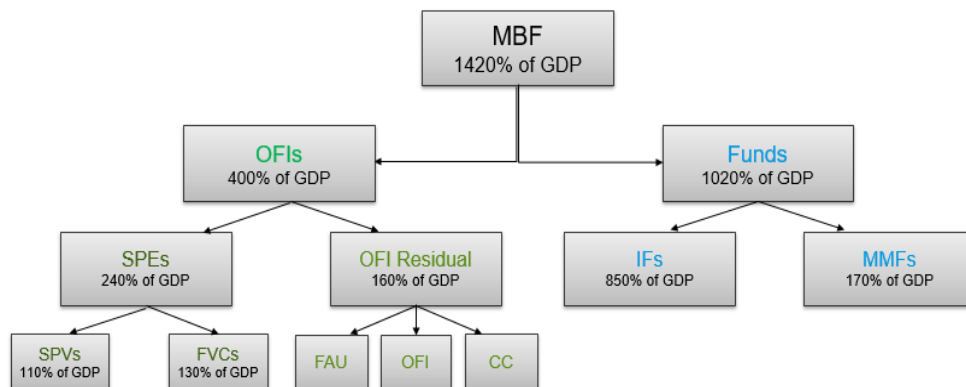 MBF
1420% of GDP
OFIs
400% of GDP
Funds
1020% of GDP
SPEs
240% of GDP
OFI Residual
160% of GDP
IFs
850% of GDP
MMFs
170% of GDP
SPVs
110% of GDP
FVCs
130% of GDP
FAU
OFI
CC